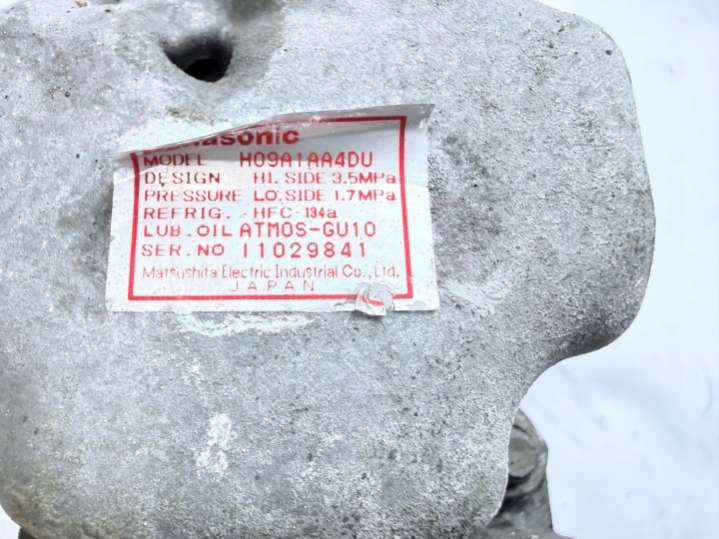 Panasonic
MODEL H09A1AA4DU
DESIGN HI. SIDE 3.5MPa
PRESSURE LO. SIDE 1.7MPa
REFRIG. HFC-134a
LUB. OIL ATMOS-GU10
SER. NO 11029841
Matsushita Electric Industrial Co., Ltd.
JAPAN